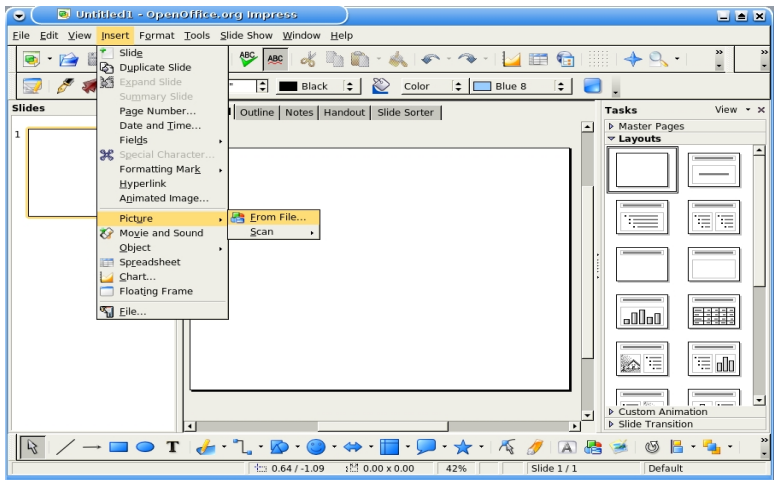 Untitled1 - OpenOffice.org Impress
File Edit View Insert Format Tools Slide Show Window Help
ABC ABC
Black Color Blue 8
Slides
1
Slide
Duplicate Slide
Expand Slide
Summary Slide
Page Number...
Date and Time...
Fields
Special Character...
Formatting Mark
Hyperlink
Animated Image...
Picture
Movie and Sound
Object
Spreadsheet
Chart...
Floating Frame
File...
From File...
Scan
Outline Notes Handout Slide Sorter
Tasks View
Master Pages
Layouts
Custom Animation
Slide Transition
T A
0.64 / -1.09 0.00 x 0.00 42% Slide 1 / 1 Default